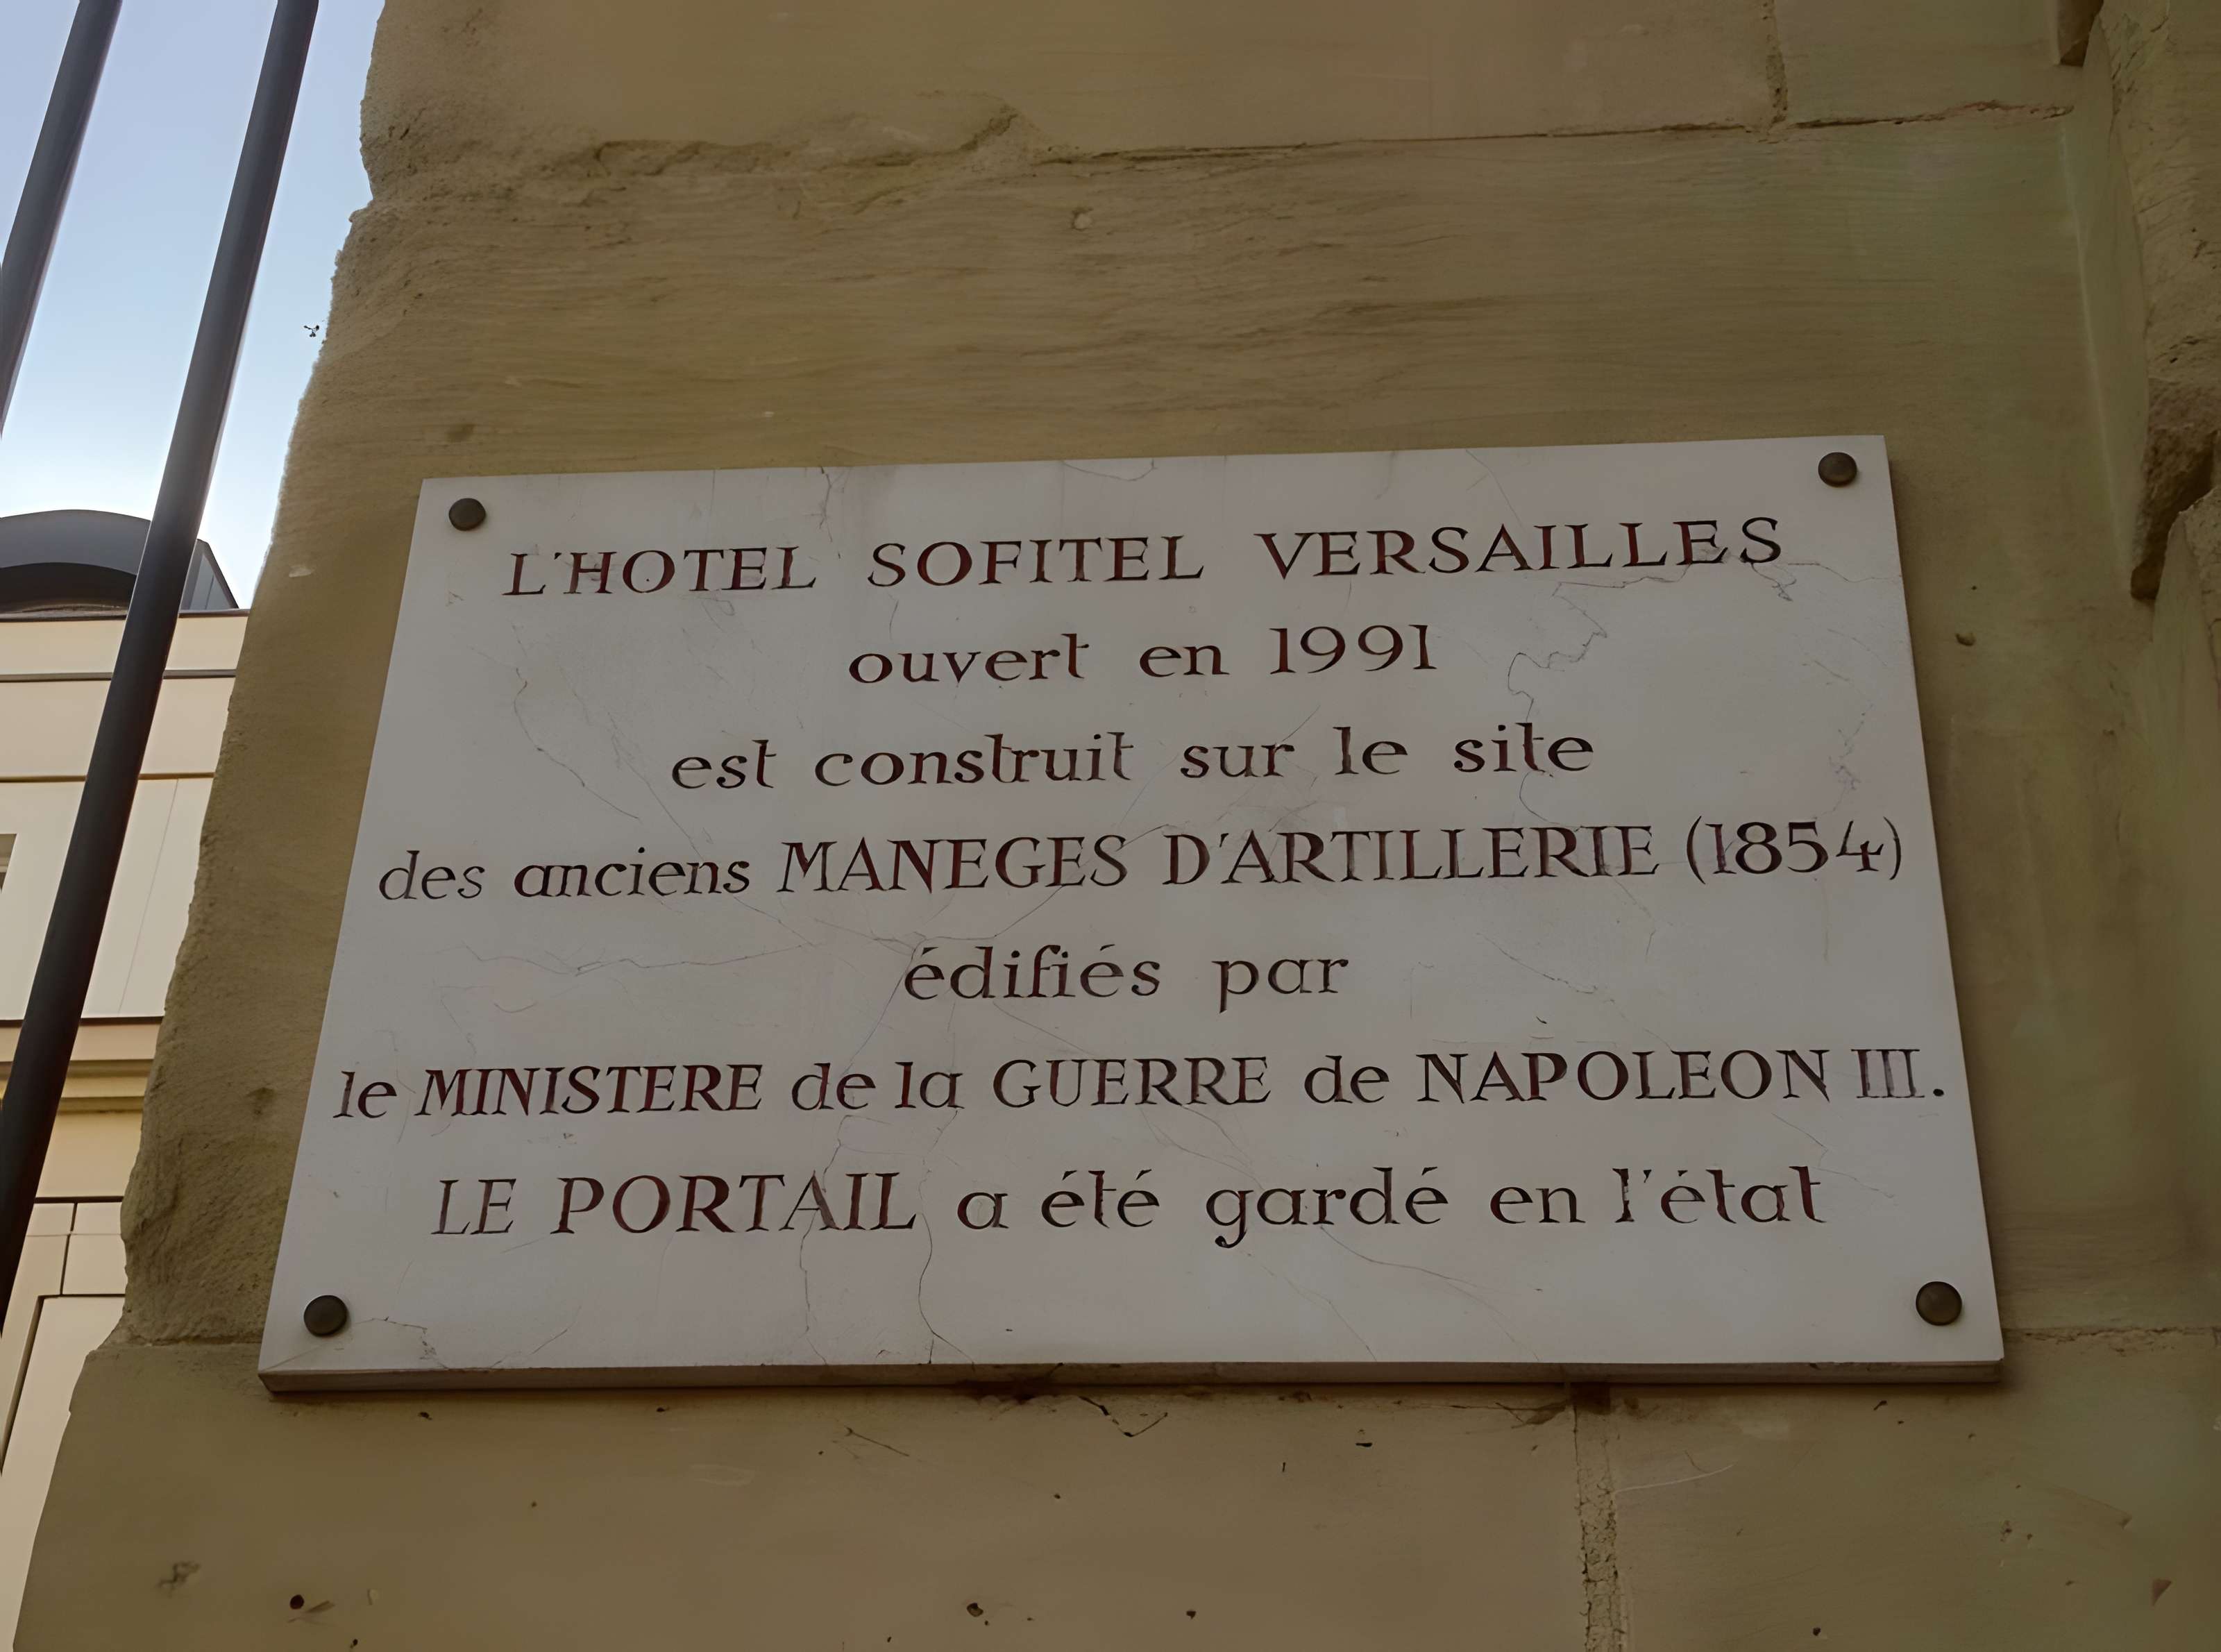 L'HOTEL SOFITEL VERSAILLES
ouvert en 1991
est construit sur le site
des anciens MANEGES D'ARTILLERIE (1854)
édifiés par
le MINISTERE de la GUERRE de NAPOLEON III.
LE PORTAIL a été gardé en l'état